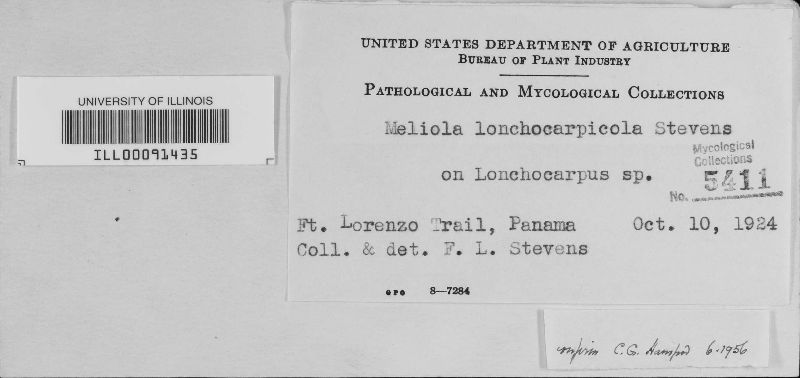 UNITED STATES DEPARTMENT OF AGRICULTURE
BUREAU OF PLANT INDUSTRY
PATHOLOGICAL AND MYCOLOGICAL COLLECTIONS
UNIVERSITY OF ILLINOIS
ILL00091435
Meliola lonchocarpicola Stevens
on Lonchocarpus sp.
Mycological
Collections
No. 5411
Ft. Lorenzo Trail, Panama Oct. 10, 1924
Coll. & det. F. L. Stevens
GPO 8—7284
C.G. 6-1956